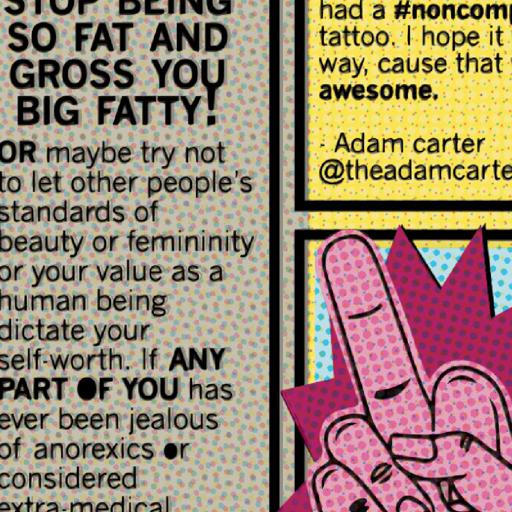 STOP BEING
SO FAT AND
GROSS YOU
BIG FATTY!
OR maybe try not
to let other people's
standards of
beauty or femininity
or your value as a
human being
dictate your
self-worth. If ANY
PART OF YOU has
ever been jealous
of anorexics or
considered
extra-medical
had a #noncomp
tattoo. I hope it
way, cause that
awesome.
- Adam carter
@theadamcarte